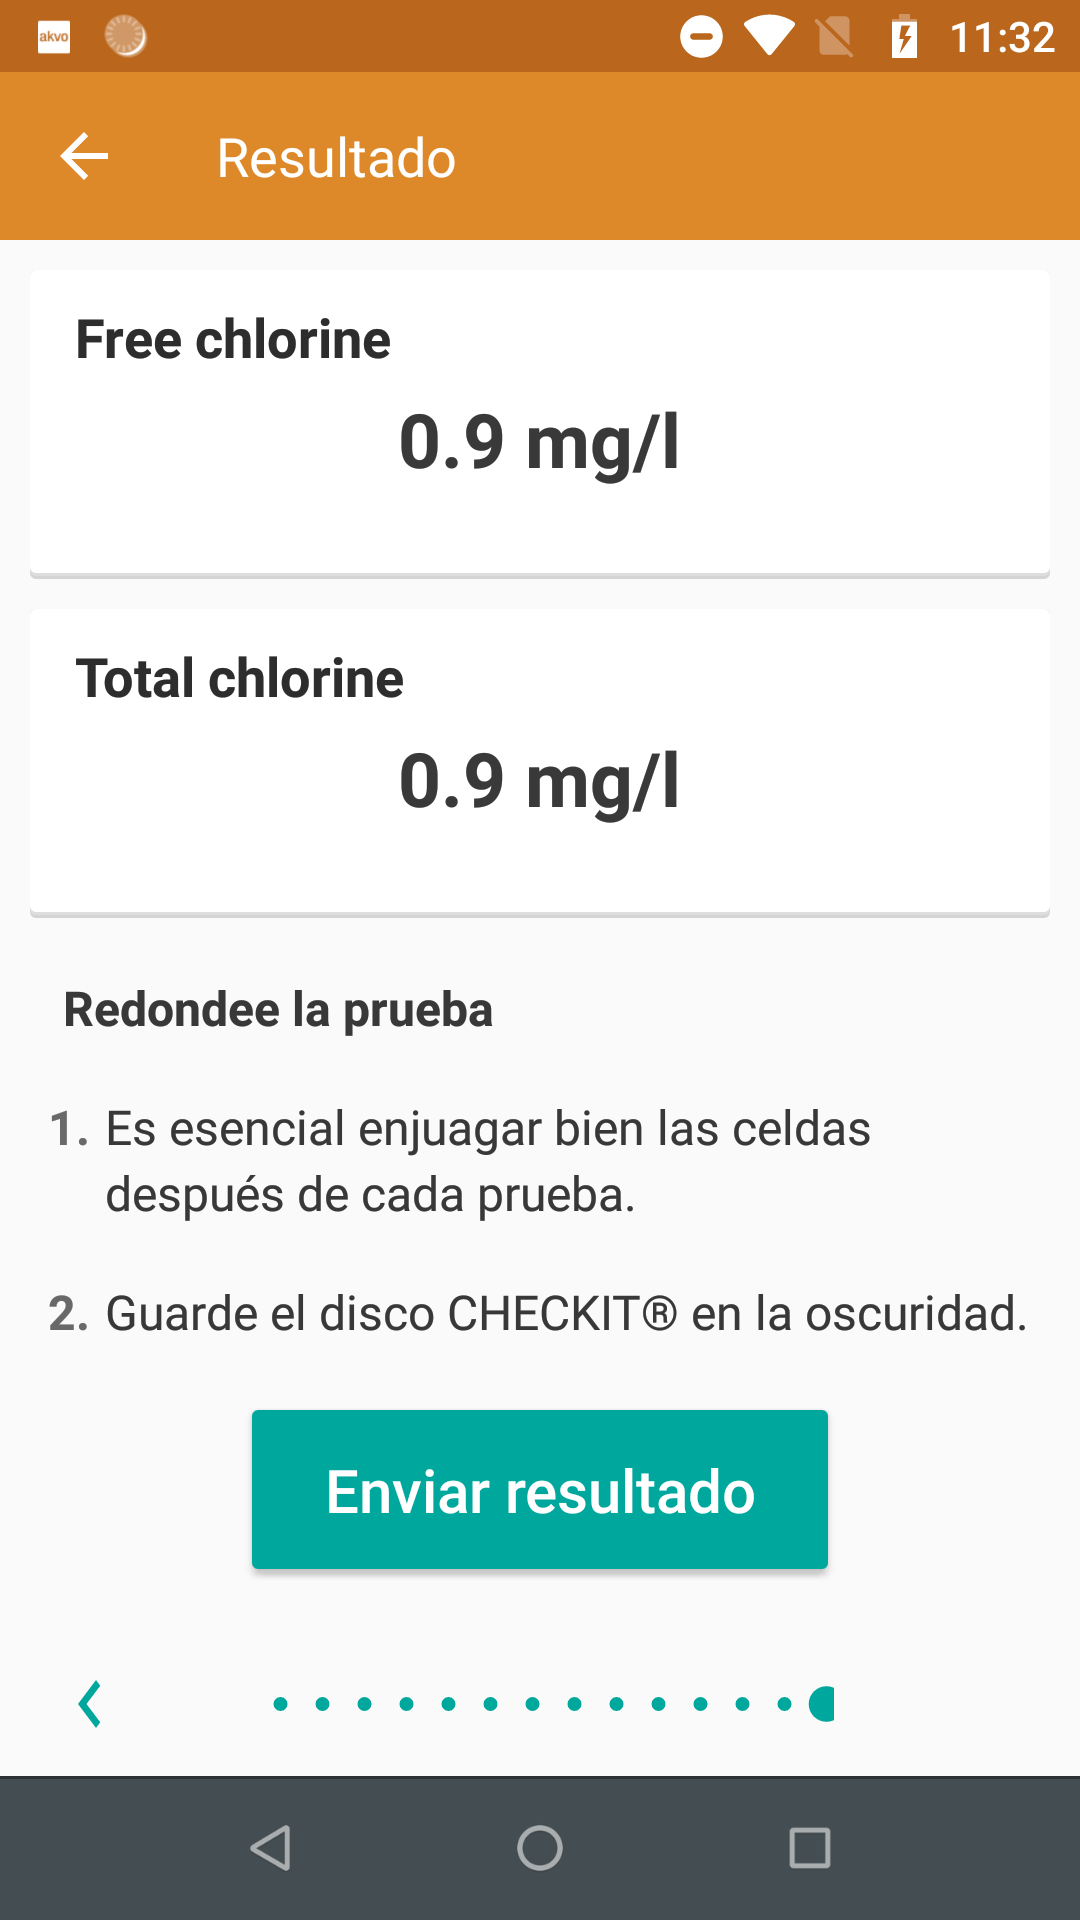 akvo
11:32
Resultado
Free chlorine
0.9 mg/l
Total chlorine
0.9 mg/l
Redondee la prueba
1. Es esencial enjuagar bien las celdas
después de cada prueba.
2. Guarde el disco CHECKIT® en la oscuridad.
Enviar resultado